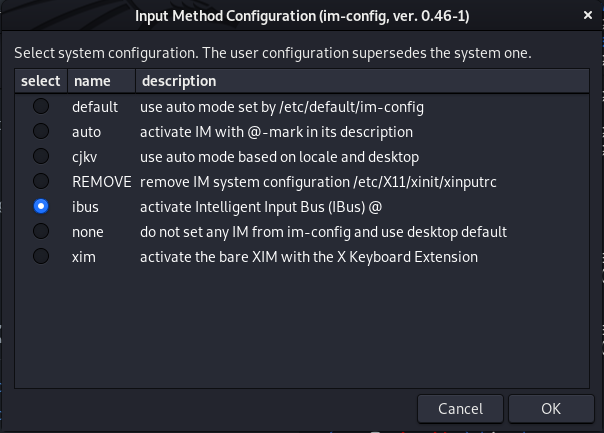 Input Method Configuration (im-config, ver. 0.46-1)
Select system configuration. The user configuration supersedes the system one.
select name description
default use auto mode set by /etc/default/im-config
auto activate IM with @-mark in its description
cjkv use auto mode based on locale and desktop
REMOVE remove IM system configuration /etc/X11/xinit/xinputrc
ibus activate Intelligent Input Bus (IBus) @
none do not set any IM from im-config and use desktop default
xim activate the bare XIM with the X Keyboard Extension
Cancel OK